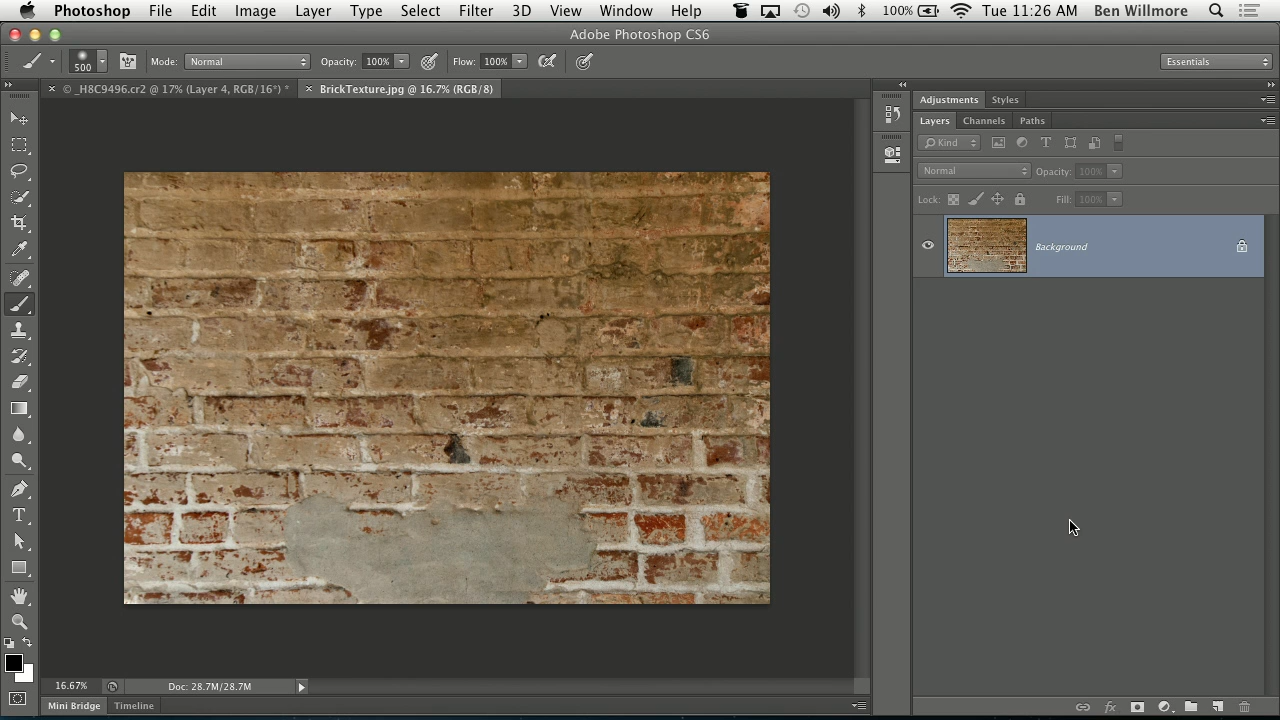 Photoshop File Edit Image Layer Type Select Filter 3D View Window Help 100% Tue 11:26 AM Ben Willmore
Adobe Photoshop CS6
500 Mode: Normal Opacity: 100% Flow: 100% Essentials
© _H8C9496.cr2 @ 17% (Layer 4, RGB/16*) * BrickTexture.jpg @ 16.7% (RGB/8)
Adjustments Styles
Layers Channels Paths
Kind
Normal Opacity: 100%
Lock: Fill: 100%
Background
16.67% Doc: 28.7M/28.7M
Mini Bridge Timeline